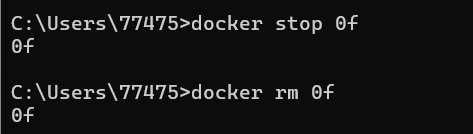 C:\Users\77475>docker stop 0f
0f
C:\Users\77475>docker rm 0f
0f